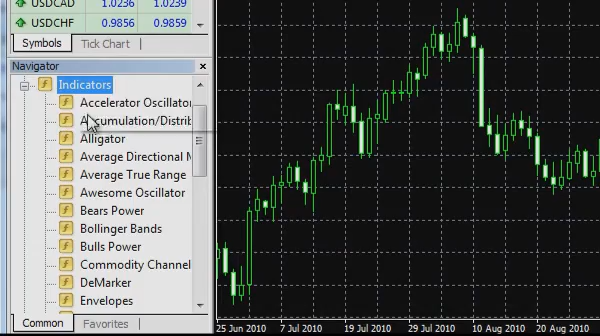 USDCAD 1.0236 1.0239
USDCHF 0.9856 0.9859
Symbols Tick Chart
Navigator
Indicators
Accelerator Oscillator
Accumulation/Distrib
Alligator
Average Directional M
Average True Range
Awesome Oscillator
Bears Power
Bollinger Bands
Bulls Power
Commodity Channel
DeMarker
Envelopes
Common Favorites
25 Jun 2010 7 Jul 2010 19 Jul 2010 29 Jul 2010 10 Aug 2010 20 Aug 2010